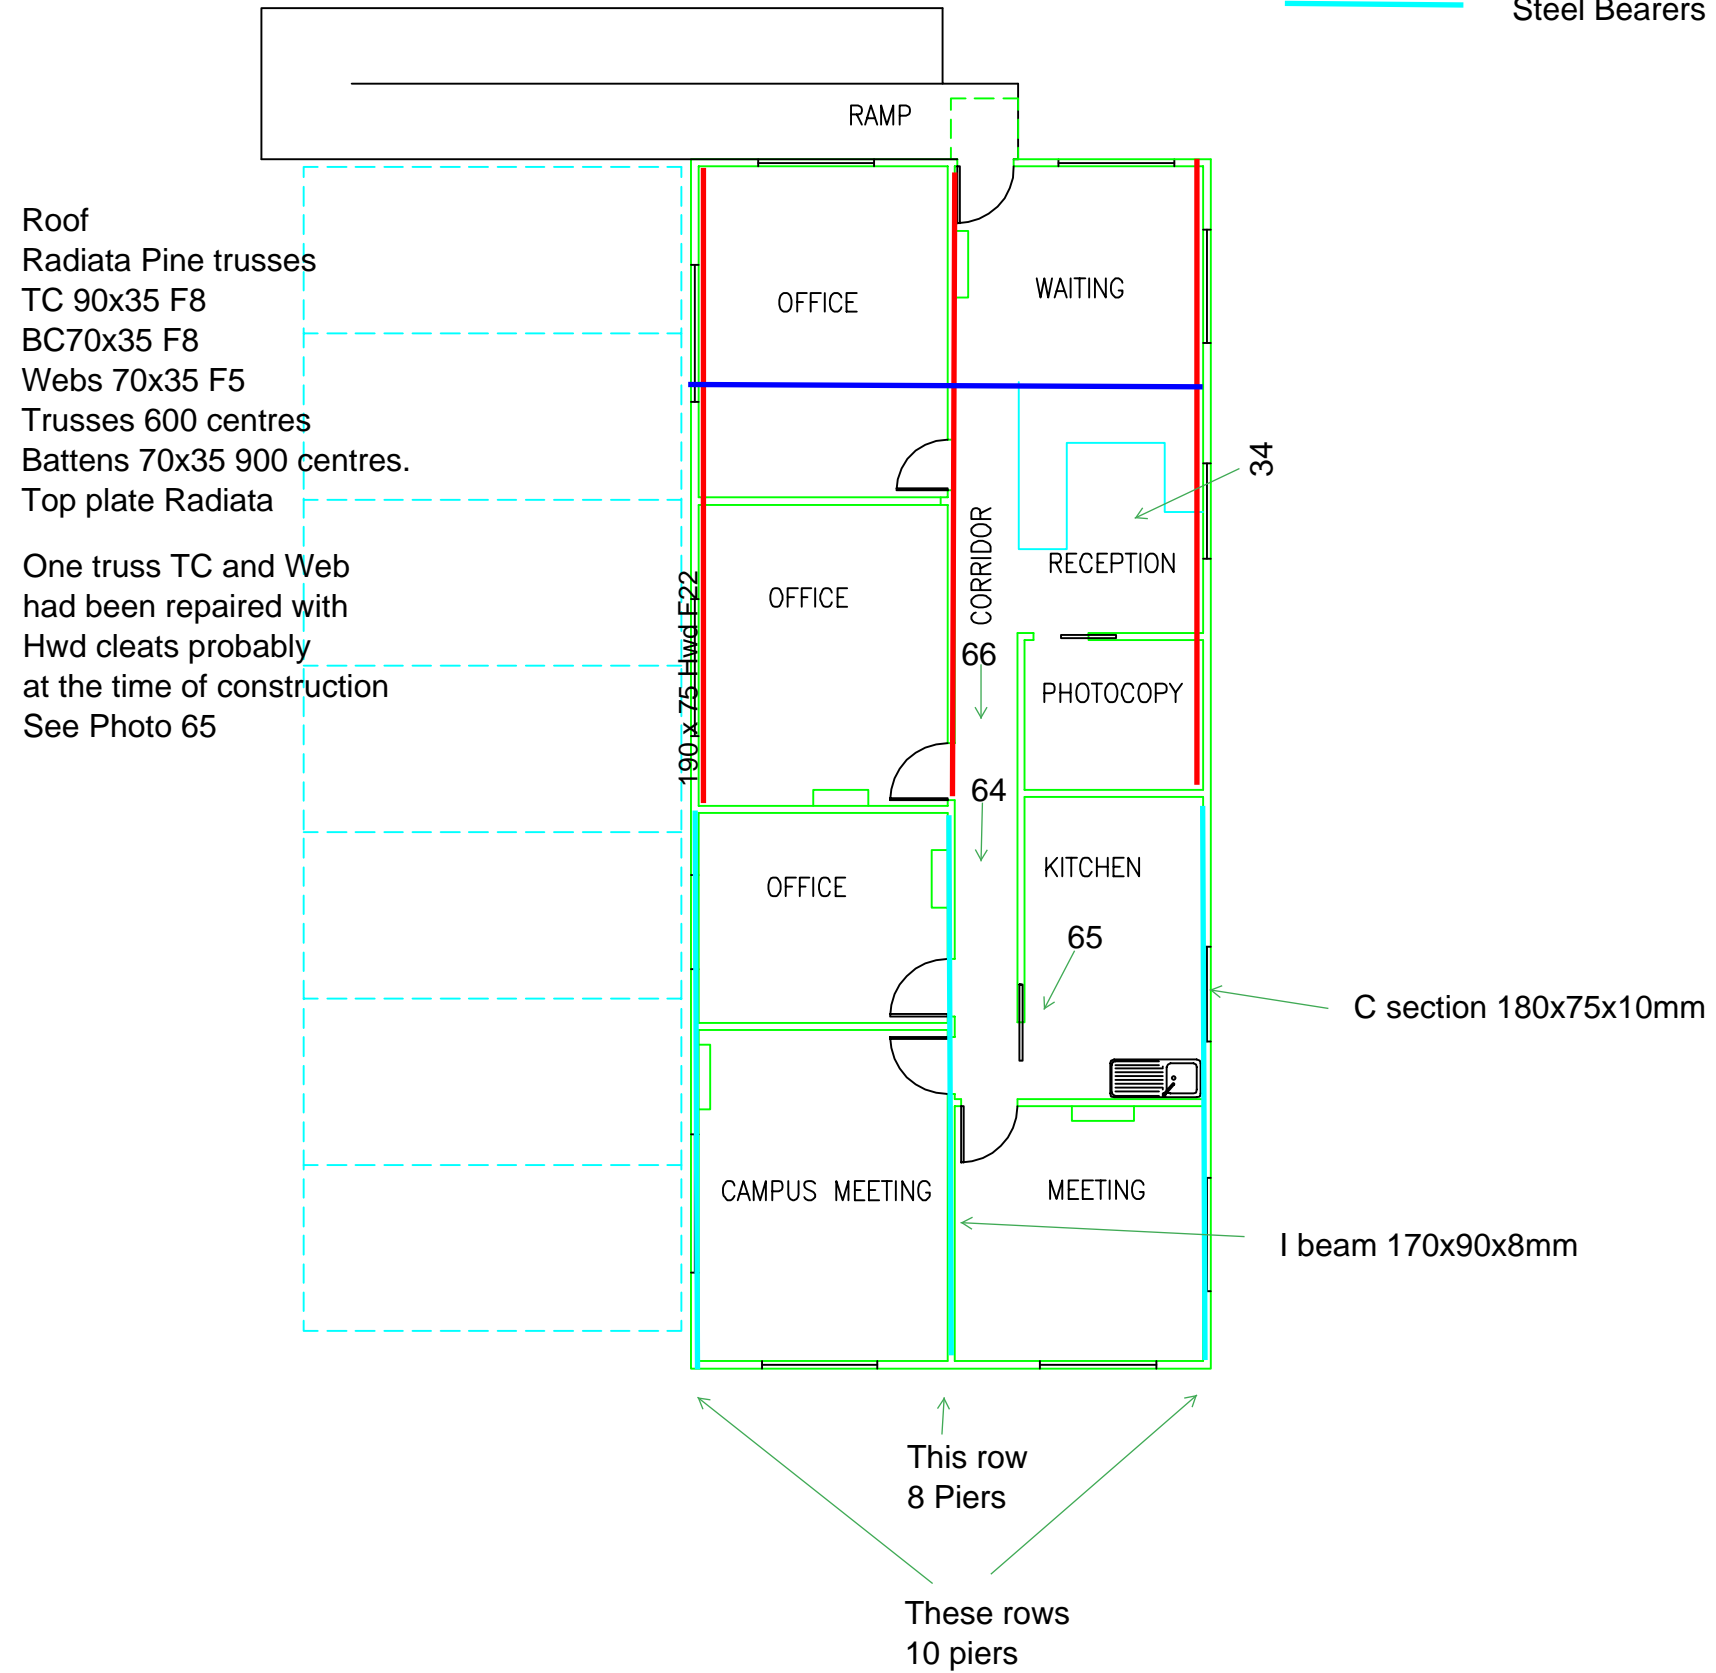 Steel Bearers
RAMP
Roof
Radiata Pine trusses
TC 90x35 F8
BC70x35 F8
Webs 70x35 F5
Trusses 600 centres
Battens 70x35 900 centres.
Top plate Radiata
One truss TC and Web
had been repaired with
Hwd cleats probably
at the time of construction
See Photo 65
OFFICE
WAITING
34
CORRIDOR
RECEPTION
OFFICE
190 x 75 Hwd F22
66
PHOTOCOPY
64
KITCHEN
OFFICE
65
C section 180x75x10mm
CAMPUS MEETING
MEETING
I beam 170x90x8mm
This row
8 Piers
These rows
10 piers